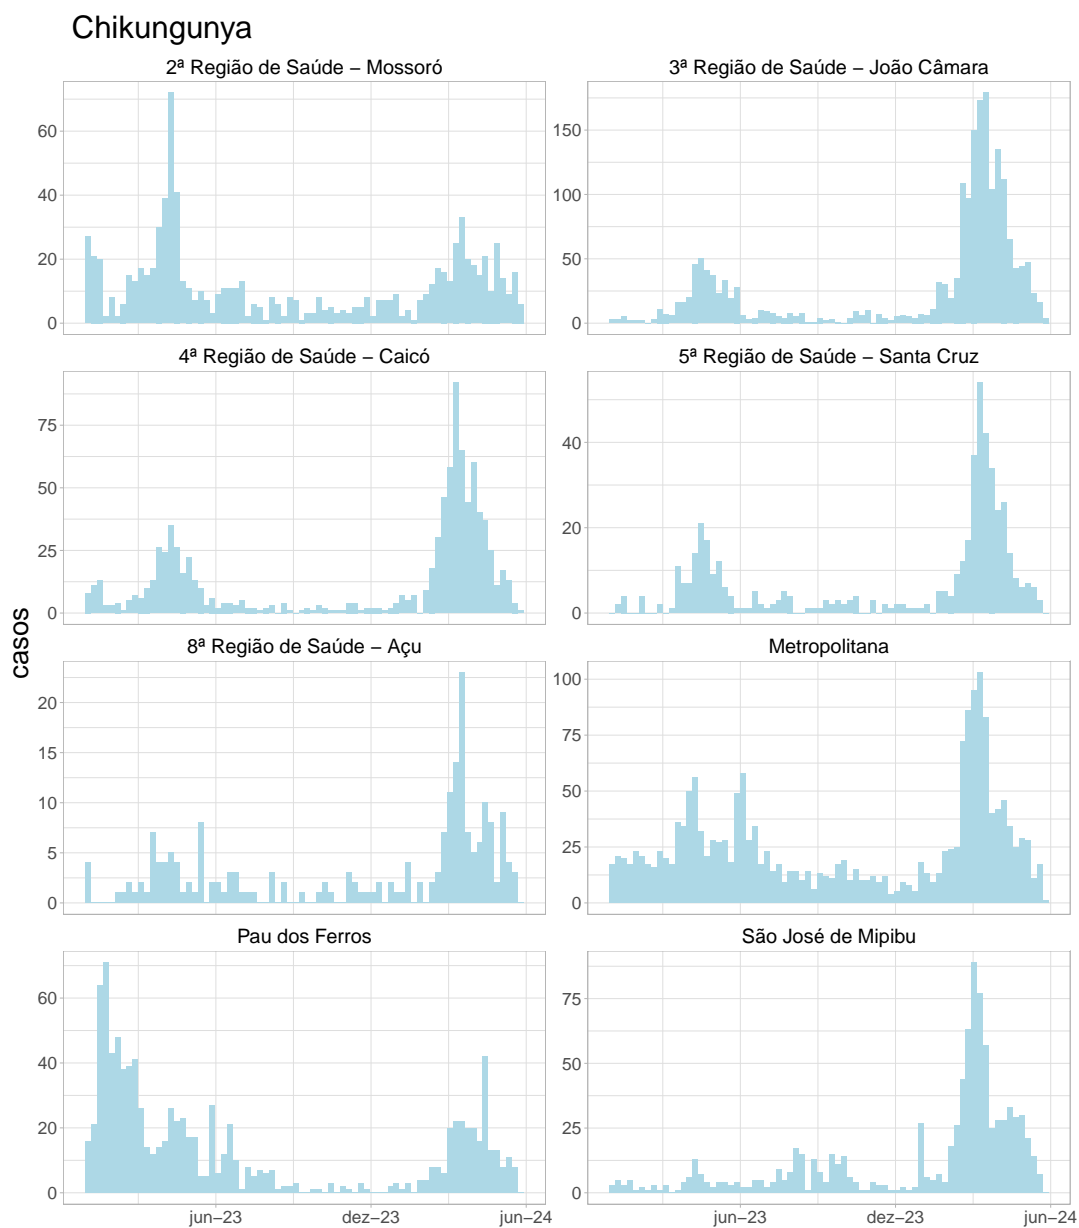 Chikungunya
casos
2ª Região de Saúde – Mossoró
60
40
20
0
3ª Região de Saúde – João Câmara
150
100
50
0
4ª Região de Saúde – Caicó
75
50
25
0
5ª Região de Saúde – Santa Cruz
40
20
0
8ª Região de Saúde – Açu
20
15
10
5
0
Metropolitana
100
75
50
25
0
Pau dos Ferros
60
40
20
0
jun–23 dez–23 jun–24
São José de Mipibu
75
50
25
0
jun–23 dez–23 jun–24